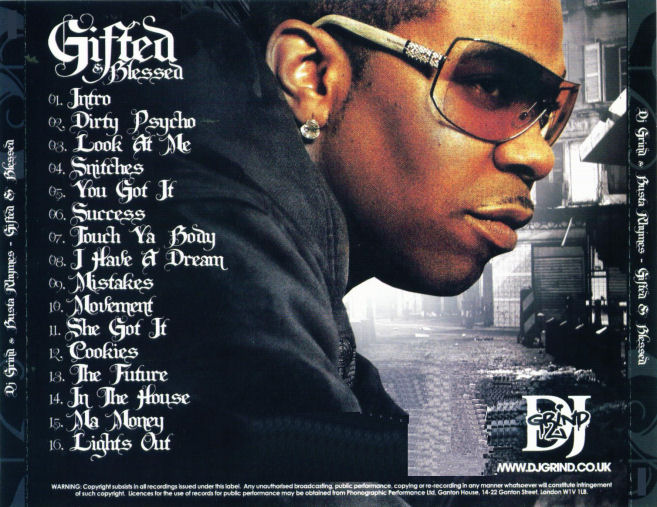 Gifted
& Blessed
01. Intro
02. Dirty Psycho
03. Look At Me
04. Snitches
05. You Got It
06. Success
07. Touch Ya Body
08. I Have A Dream
09. Mistakes
10. Movement
11. She Got It
12. Cookies
13. The Future
14. In The House
15. Ma Money
16. Lights Out
Dj Grind & Busta Rhymes - Gifted & Blessed
Dj Grind & Busta Rhymes - Gifted & Blessed
DJ
GRIND
WWW.DJGRIND.CO.UK
WARNING: Copyright subsists in all recordings issued under this label. Any unauthorised broadcasting, public performance, copying or re-recording in any manner whatsoever will constitute infringement
of such copyright. Licences for the use of records for public performance may be obtained from Phonographic Performance Ltd, Ganton House, 14-22 Ganton Street, London W1V 1LB.